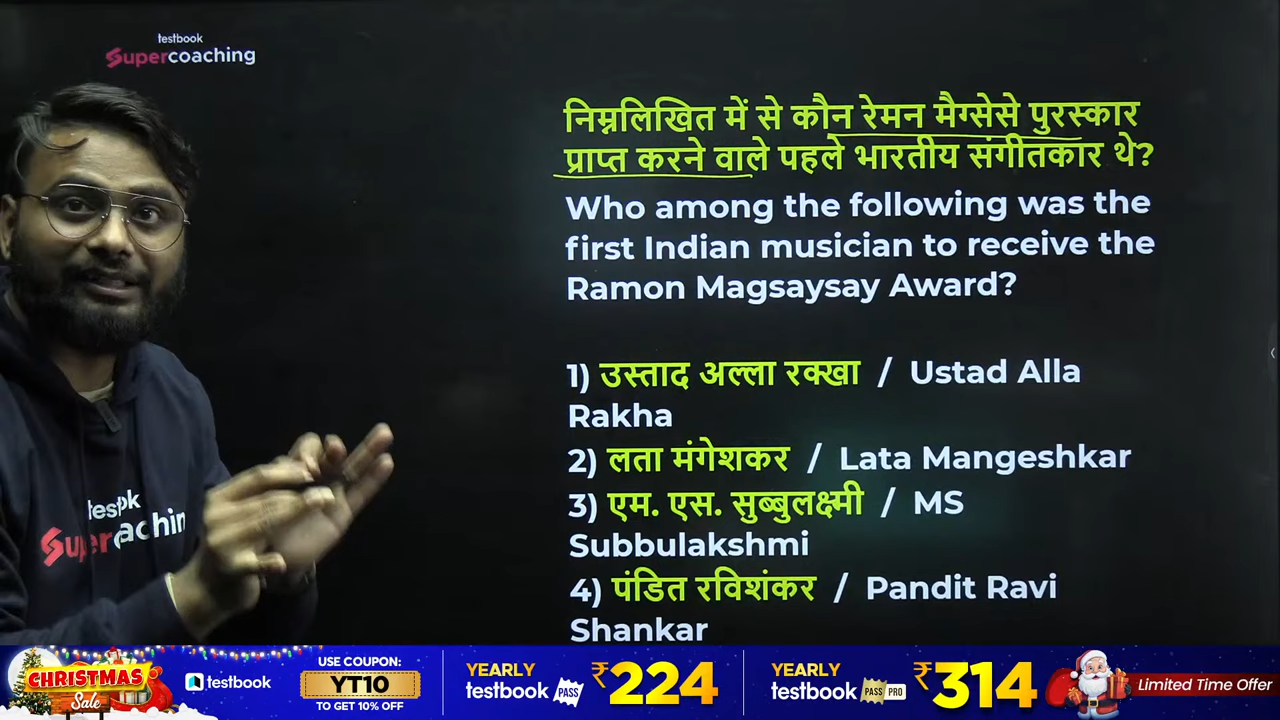 testbook
Supercoaching
निम्नलिखित में से कौन रेमन मैग्सेसे पुरस्कार
प्राप्त करने वाले पहले भारतीय संगीतकार थे?
Who among the following was the
first Indian musician to receive the
Ramon Magsaysay Award?
1) उस्ताद अल्ला रक्खा / Ustad Alla
Rakha
2) लता मंगेशकर / Lata Mangeshkar
3) एम. एस. सुब्बुलक्ष्मी / MS
Subbulakshmi
4) पंडित रविशंकर / Pandit Ravi
Shankar
CHRISTMAS
Sale
testbook
USE COUPON:
YT10
TO GET 10% OFF
YEARLY
testbook PASS
₹224
YEARLY
testbook PASS PRO
₹314
Limited Time Offer